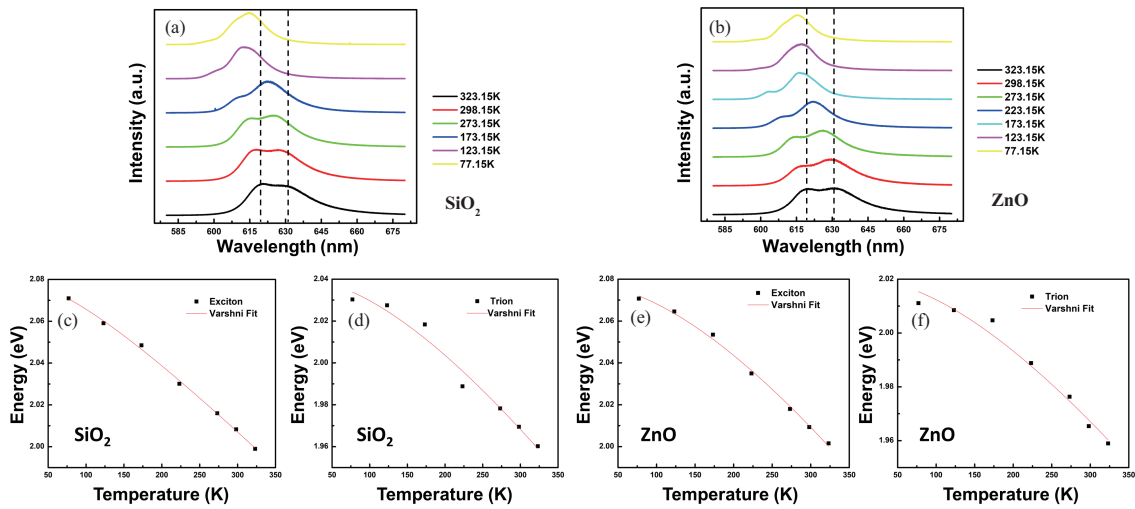 (a)
Intensity (a.u.)
323.15K
298.15K
273.15K
173.15K
123.15K
77.15K
SiO2
585 600 615 630 645 660 675
Wavelength (nm)
(b)
Intensity (a.u.)
323.15K
298.15K
273.15K
223.15K
173.15K
123.15K
77.15K
ZnO
585 600 615 630 645 660 675
Wavelength (nm)
2.08
2.06
2.04
2.02
2.00
Energy (eV)
(c)
Exciton
Varshni Fit
SiO2
50 100 150 200 250 300 350
Temperature (K)
2.04
2.02
2.00
1.98
1.96
Energy (eV)
(d)
Trion
Varshni Fit
SiO2
50 100 150 200 250 300 350
Temperature (K)
2.08
2.06
2.04
2.02
2.00
Energy (eV)
(e)
Exciton
Varshni Fit
ZnO
50 100 150 200 250 300 350
Temperature (K)
2.02
2.00
1.98
1.96
Energy (eV)
(f)
Trion
Varshni Fit
ZnO
50 100 150 200 250 300 350
Temperature (K)